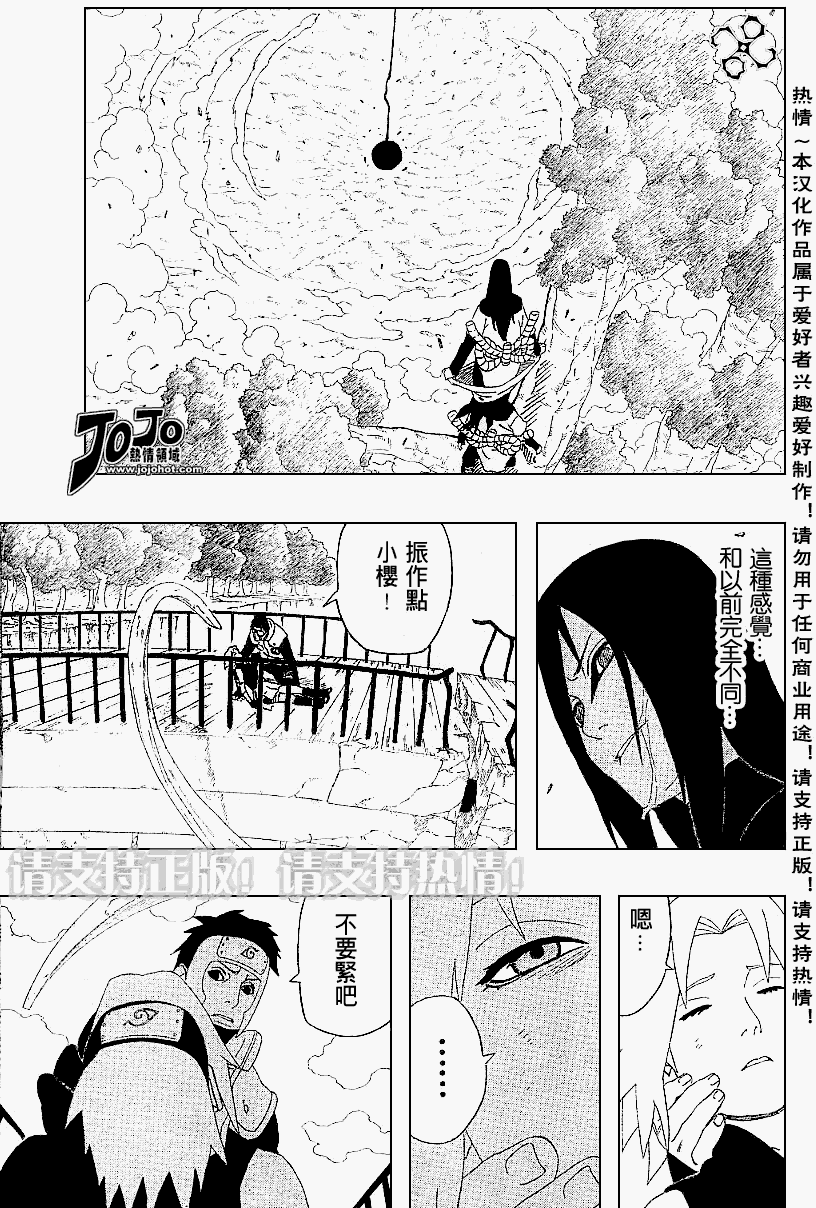 热情~本汉化作品属于爱好者兴趣爱好制作！请勿用于任何商业用途！请支持正版！请支持热情！
JOJO
熱情領域
www.jojohot.com
這種感覺…
和以前完全不同…
振作點
小櫻！
请支持正版！请支持热情！
嗯…
……
不要緊吧